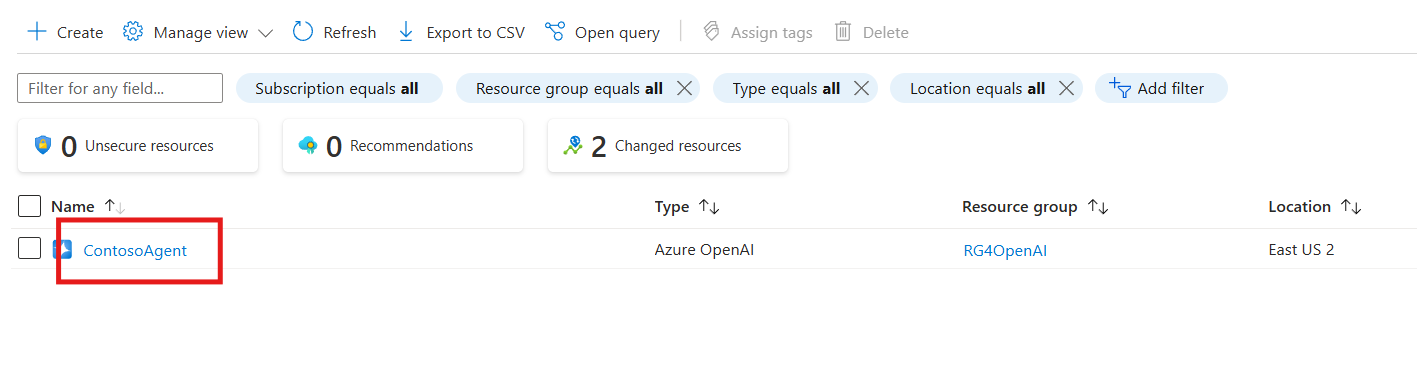 Create Manage view Refresh Export to CSV Open query Assign tags Delete
Filter for any field... Subscription equals all Resource group equals all Type equals all Location equals all Add filter
0 Unsecure resources 0 Recommendations 2 Changed resources
Name Type Resource group Location
ContosoAgent Azure OpenAI RG4OpenAI East US 2